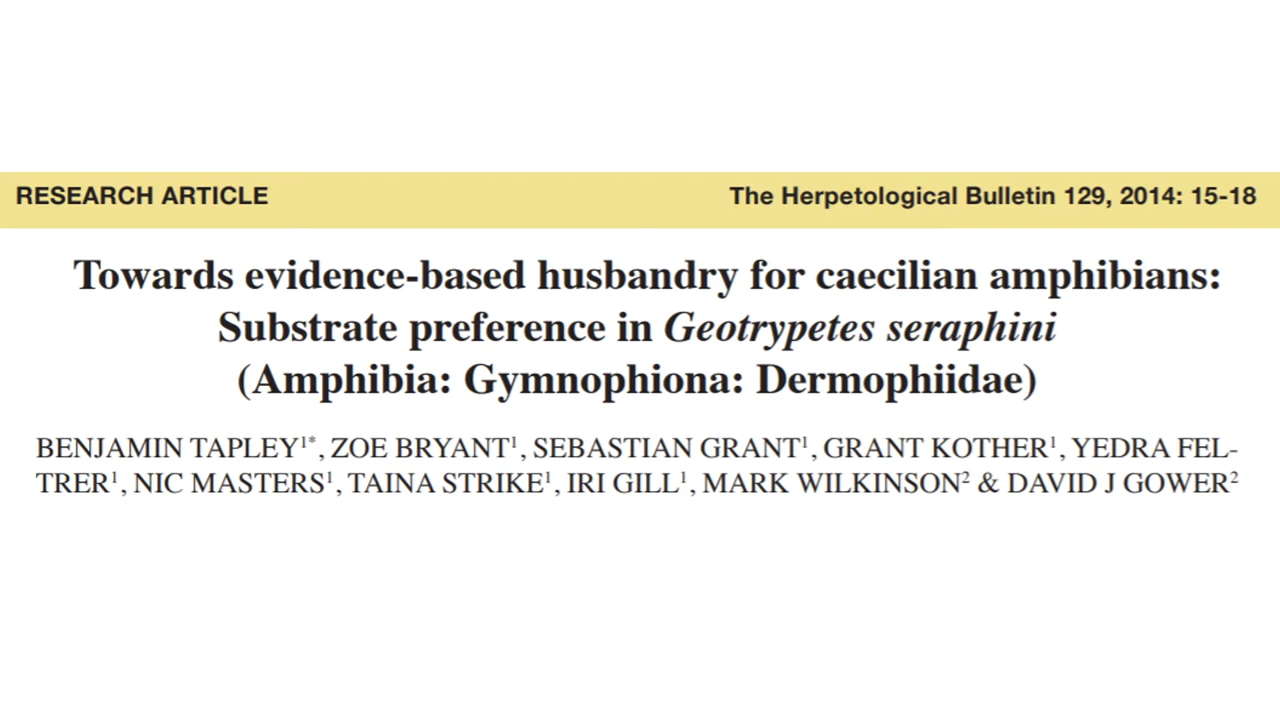 RESEARCH ARTICLE The Herpetological Bulletin 129, 2014: 15-18
Towards evidence-based husbandry for caecilian amphibians:
Substrate preference in Geotrypetes seraphini
(Amphibia: Gymnophiona: Dermophiidae)
BENJAMIN TAPLEY¹*, ZOE BRYANT¹, SEBASTIAN GRANT¹, GRANT KOTHER¹, YEDRA FEL-
TRER¹, NIC MASTERS¹, TAINA STRIKE¹, IRI GILL¹, MARK WILKINSON² & DAVID J GOWER²